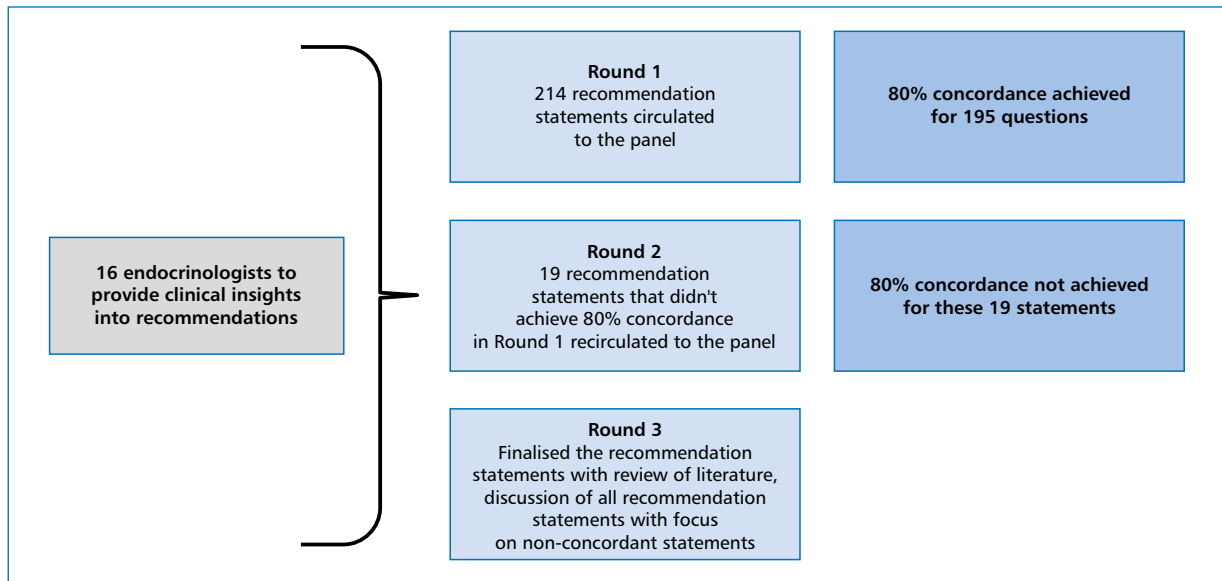 16 endocrinologists to
provide clinical insights
into recommendations
Round 1
214 recommendation
statements circulated
to the panel
80% concordance achieved
for 195 questions
Round 2
19 recommendation
statements that didn't
achieve 80% concordance
in Round 1 recirculated to the panel
80% concordance not achieved
for these 19 statements
Round 3
Finalised the recommendation
statements with review of literature,
discussion of all recommendation
statements with focus
on non-concordant statements